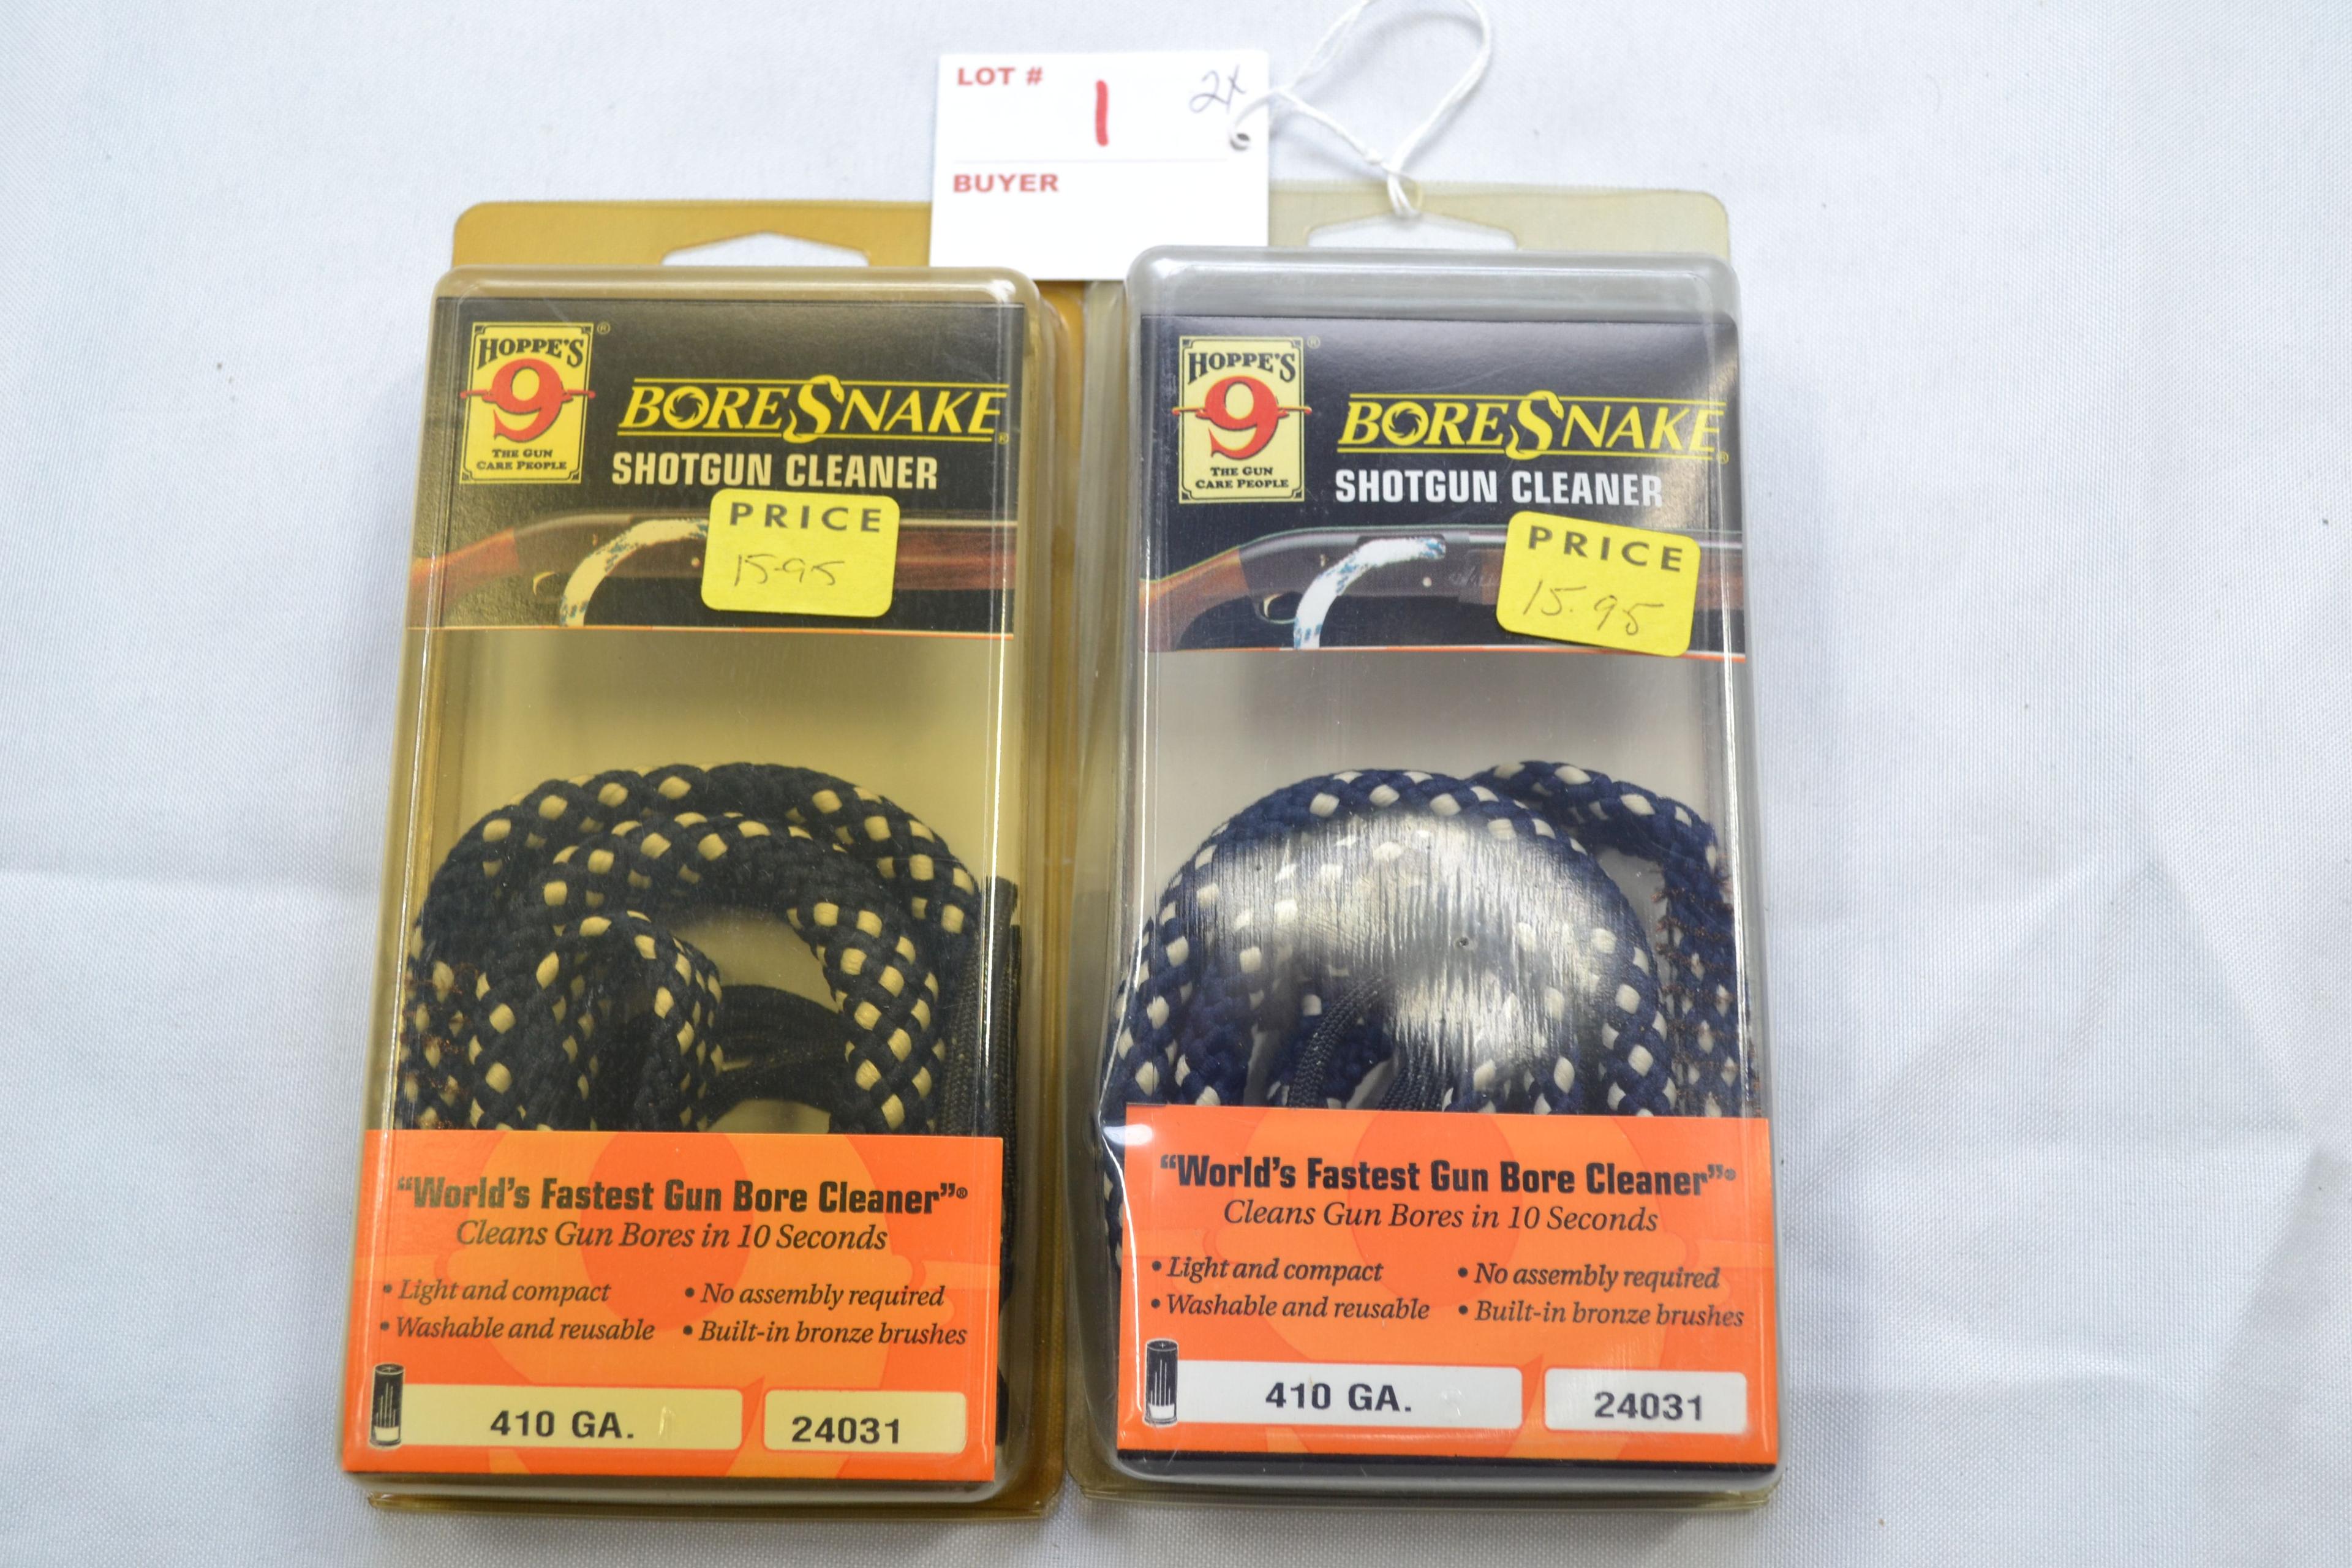 LOT # 1 2x
BUYER
HOPPE'S ®
9
THE GUN
CARE PEOPLE
BORESNAKE®
SHOTGUN CLEANER
PRICE
15.95
"World's Fastest Gun Bore Cleaner"®
Cleans Gun Bores in 10 Seconds
• Light and compact • No assembly required
• Washable and reusable • Built-in bronze brushes
410 GA. 24031
HOPPE'S ®
9
THE GUN
CARE PEOPLE
BORESNAKE®
SHOTGUN CLEANER
PRICE
15.95
"World's Fastest Gun Bore Cleaner"®
Cleans Gun Bores in 10 Seconds
• Light and compact • No assembly required
• Washable and reusable • Built-in bronze brushes
410 GA. 24031